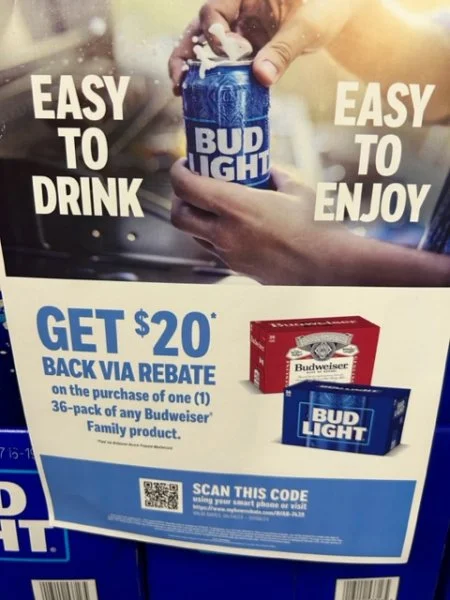 EASY
TO
DRINK
EASY
TO
ENJOY
BUD
LIGHT
GET $20*
BACK VIA REBATE
on the purchase of one (1)
36-pack of any Budweiser®
Family product.
Budweiser
Budweiser
BUD
LIGHT
SCAN THIS CODE
using your smart phone or visit
D
HT